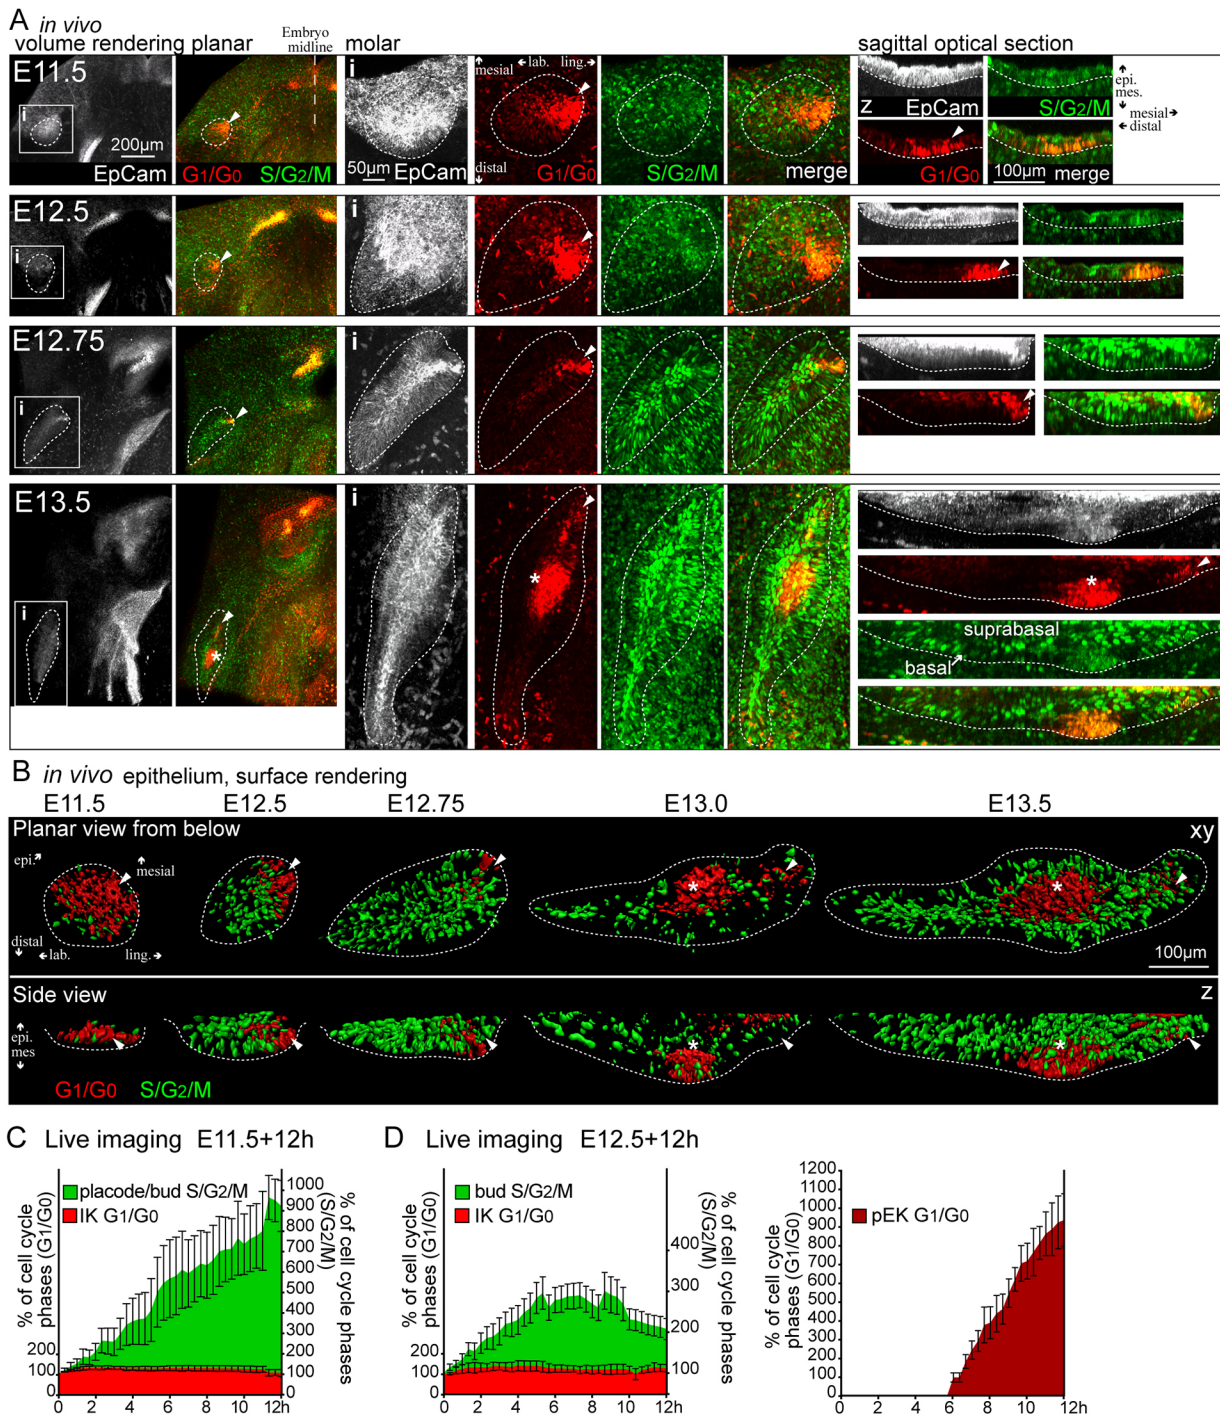 A in vivo
volume rendering planar
Embryo
midline
molar
sagittal optical section
E11.5
i
200µm
EpCam
G1/G0 S/G2/M
i
50µm
EpCam
mesial
lab. ling.
distal
G1/G0
S/G2/M
merge
z EpCam
S/G2/M
epi.
mes.
mesial
distal
G1/G0
100µm
merge
E12.5
i
i
E12.75
i
i
E13.5
i
*
i
*
*
suprabasal
basal
B in vivo epithelium, surface rendering
E11.5 E12.5 E12.75 E13.0 E13.5
Planar view from below
xy
epi.
mesial
* *
distal
lab. ling.
100µm
Side view
z
epi.
mes
* *
G1/G0 S/G2/M
C Live imaging E11.5+12h
% of cell cycle
phases (G1/G0)
placode/bud S/G2/M
IK G1/G0
200
100
0
1000
900
800
700
600
500
400
300
200
100
0
% of cell cycle phases
(S/G2/M)
0 2 4 6 8 10 12h
D Live imaging E12.5+12h
% of cell cycle
phases (G1/G0)
bud S/G2/M
IK G1/G0
200
100
0
400
300
200
100
% of cell cycle phases
(S/G2/M)
0 2 4 6 8 10 12h
% of cell cycle
phases (G1/G0)
pEK G1/G0
1200
1100
1000
900
800
700
600
500
400
300
200
100
0
0 2 4 6 8 10 12h